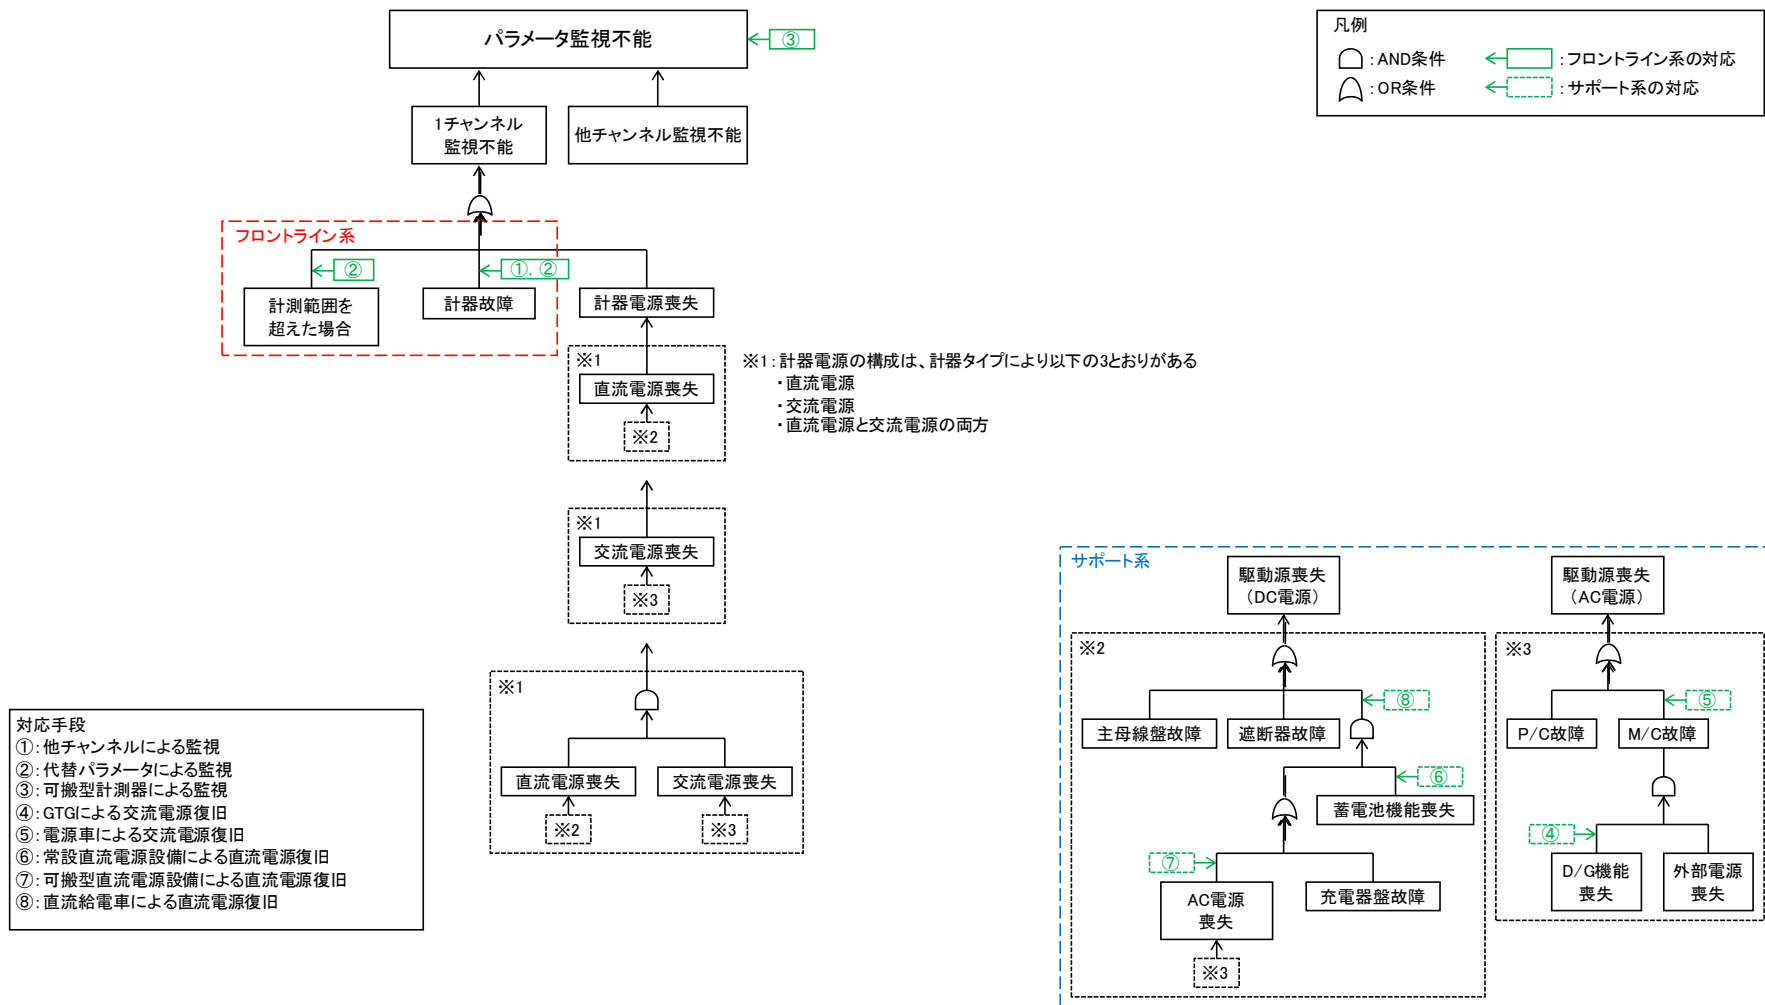 パラメータ監視不能
③
1チャンネル
監視不能
他チャンネル監視不能
凡例
:AND条件
:フロントライン系の対応
:OR条件
:サポート系の対応
フロントライン系
②
①, ②
計測範囲を
超えた場合
計器故障
計器電源喪失
※1
直流電源喪失
※2
※1:計器電源の構成は、計器タイプにより以下の3とおりがある
・直流電源
・交流電源
・直流電源と交流電源の両方
※1
交流電源喪失
※3
※1
直流電源喪失
交流電源喪失
※2
※3
対応手段
①:他チャンネルによる監視
②:代替パラメータによる監視
③:可搬型計測器による監視
④:GTGによる交流電源復旧
⑤:電源車による交流電源復旧
⑥:常設直流電源設備による直流電源復旧
⑦:可搬型直流電源設備による直流電源復旧
⑧:直流給電車による直流電源復旧
サポート系
駆動源喪失
(DC電源)
※2
⑧
主母線盤故障
遮断器故障
⑥
蓄電池機能喪失
⑦
AC電源
喪失
充電器盤故障
※3
駆動源喪失
(AC電源)
※3
⑤
P/C故障
M/C故障
④
D/G機能
喪失
外部電源
喪失